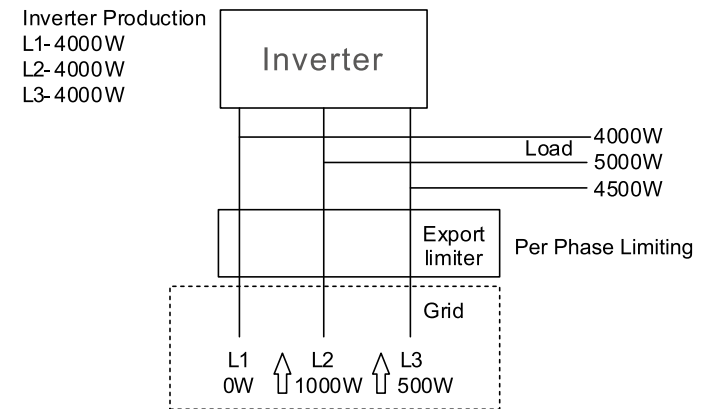 Inverter Production
L1-4000W
L2-4000W
L3-4000W
Inverter
Load
4000W
5000W
4500W
Export
limiter
Per Phase Limiting
Grid
L1 L2 L3
0W 1000W 500W